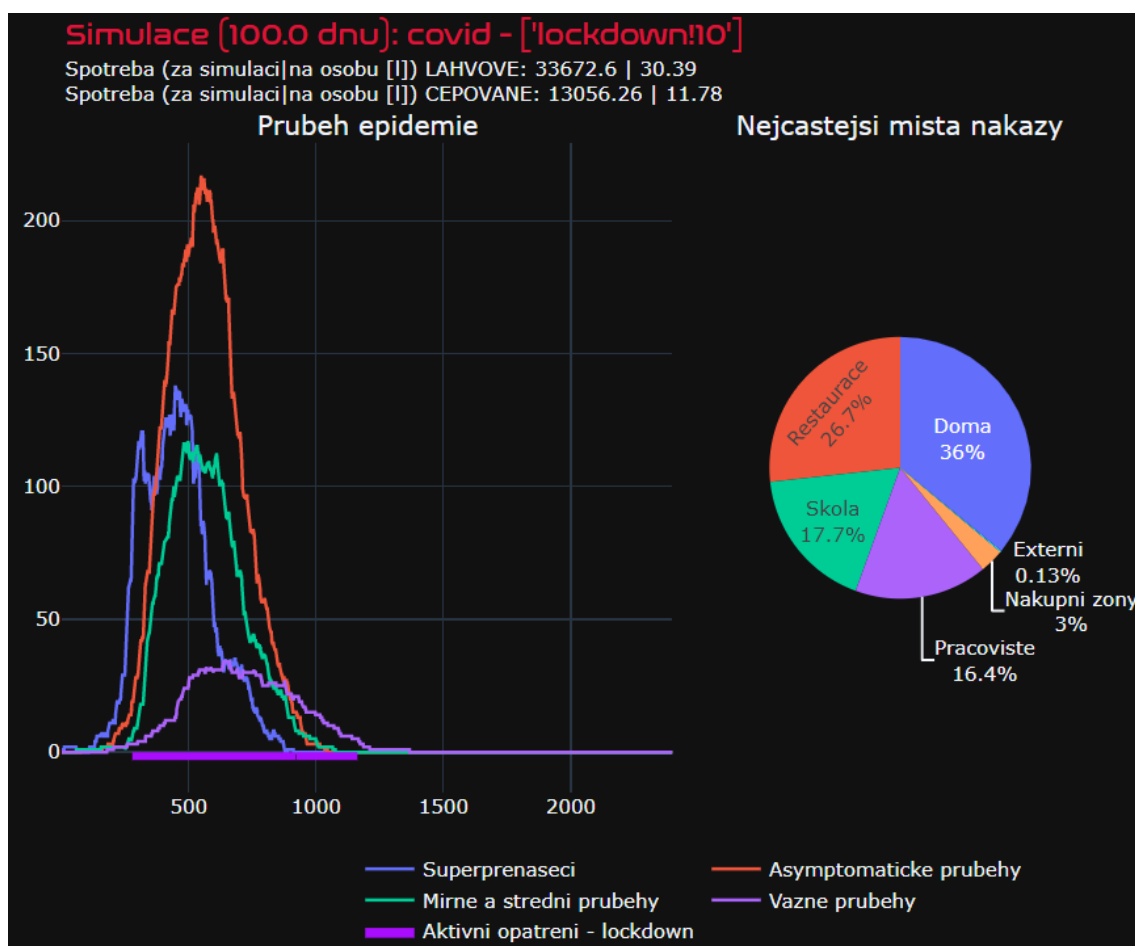 Simulace (100.0 dnu): covid - ['lockdown!10']
Spotreba (za simulaci|na osobu [l]) LAHVOVE: 33672.6 | 30.39
Spotreba (za simulaci|na osobu [l]) CEPOVANE: 13056.26 | 11.78
Prubeh epidemie
200
150
100
50
0
500
1000
1500
2000
Nejcastejsi mista nakazy
Restaurace
26.7%
Doma
36%
Skola
17.7%
Externi
0.13%
Nakupni zony
3%
Pracoviste
16.4%
Superprenaseci
Asymptomaticke prubehy
Mirne a stredni prubehy
Vazne prubehy
Aktivni opatreni - lockdown